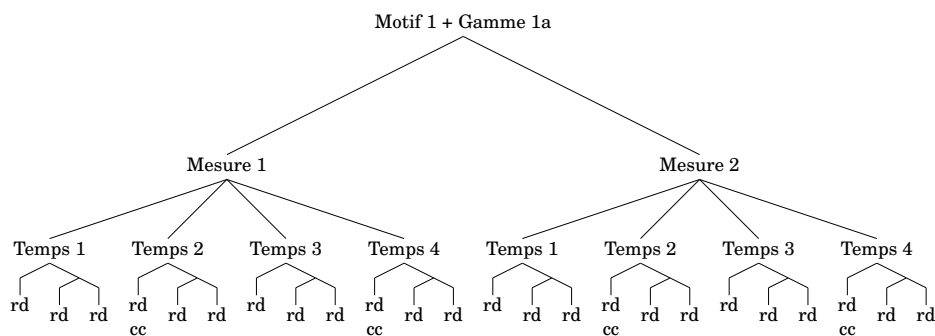 Motif 1 + Gamme 1a
Mesure 1 Mesure 2
Temps 1 Temps 2 Temps 3 Temps 4 Temps 1 Temps 2 Temps 3 Temps 4
rd rd rd rd rd rd rd rd
rd rd rd rd rd rd rd rd rd rd rd rd rd rd rd rd
cc cc cc cc